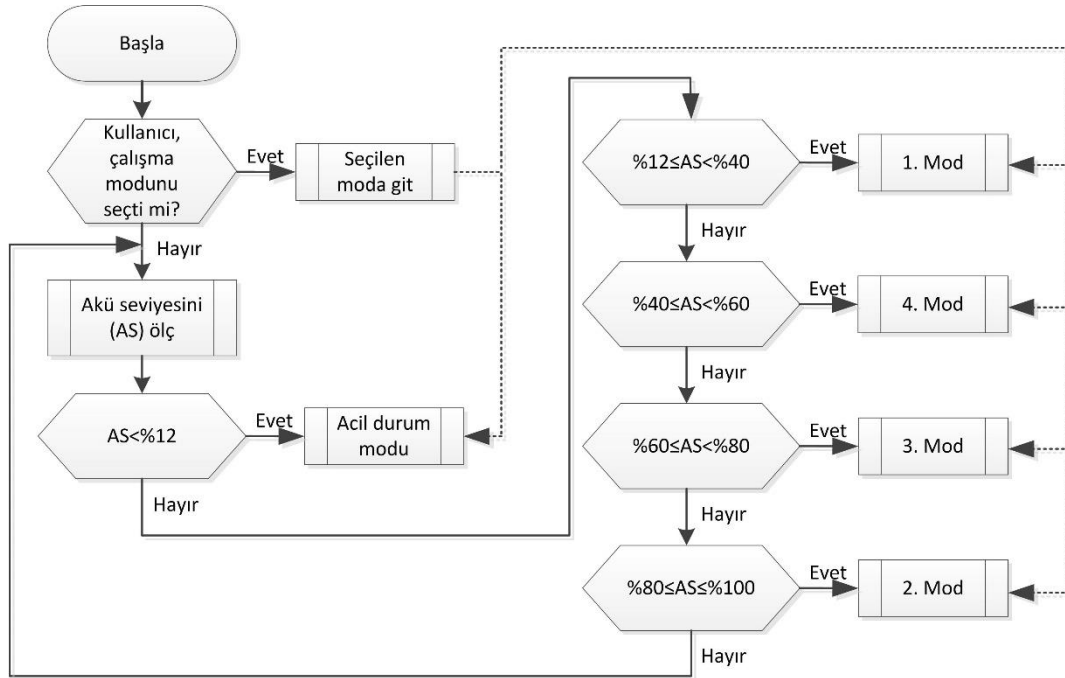 Başla
Kullanıcı,
çalışma
modunu
seçti mi?
Evet
Seçilen
moda git
Hayır
Akü seviyesini
(AS) ölç
AS<%12
Evet
Acil durum
modu
Hayır
%12≤AS<%40
Evet
1. Mod
Hayır
%40≤AS<%60
Evet
4. Mod
Hayır
%60≤AS<%80
Evet
3. Mod
Hayır
%80≤AS≤%100
Evet
2. Mod
Hayır